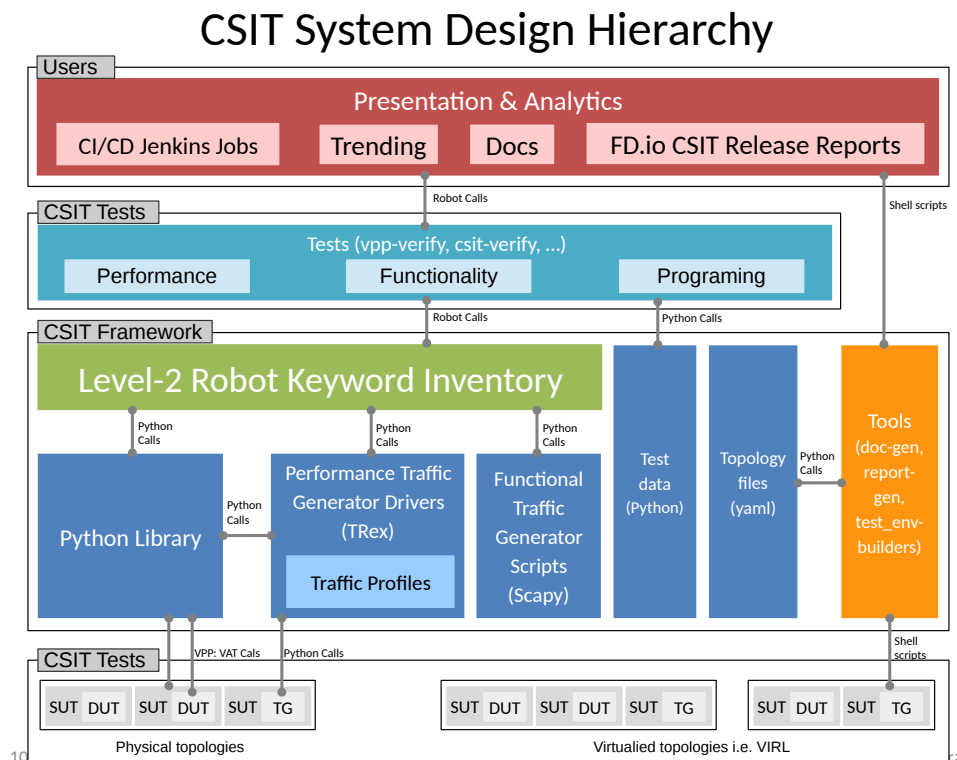 CSIT System Design Hierarchy
Users
Presentation & Analytics
CI/CD Jenkins Jobs
Trending
Docs
FD.io CSIT Release Reports
Robot Calls
Shell scripts
CSIT Tests
Tests (vpp-verify, csit-verify, …)
Performance
Functionality
Programing
Robot Calls
Python Calls
CSIT Framework
Level-2 Robot Keyword Inventory
Python
Calls
Python
Calls
Python
Calls
Python Library
Python
Calls
Performance Traffic
Generator Drivers
(TRex)
Traffic Profiles
Functional
Traffic
Generator
Scripts
(Scapy)
Test
data
(Python)
Topology
files
(yaml)
Python
Calls
Tools
(doc-gen,
report-
gen,
test_env-
builders)
VPP: VAT Cals
Python Calls
Shell
scripts
CSIT Tests
SUT DUT SUT DUT SUT TG
SUT DUT SUT DUT SUT TG
SUT DUT SUT TG
Physical topologies
Virtualied topologies i.e. VIRL
10